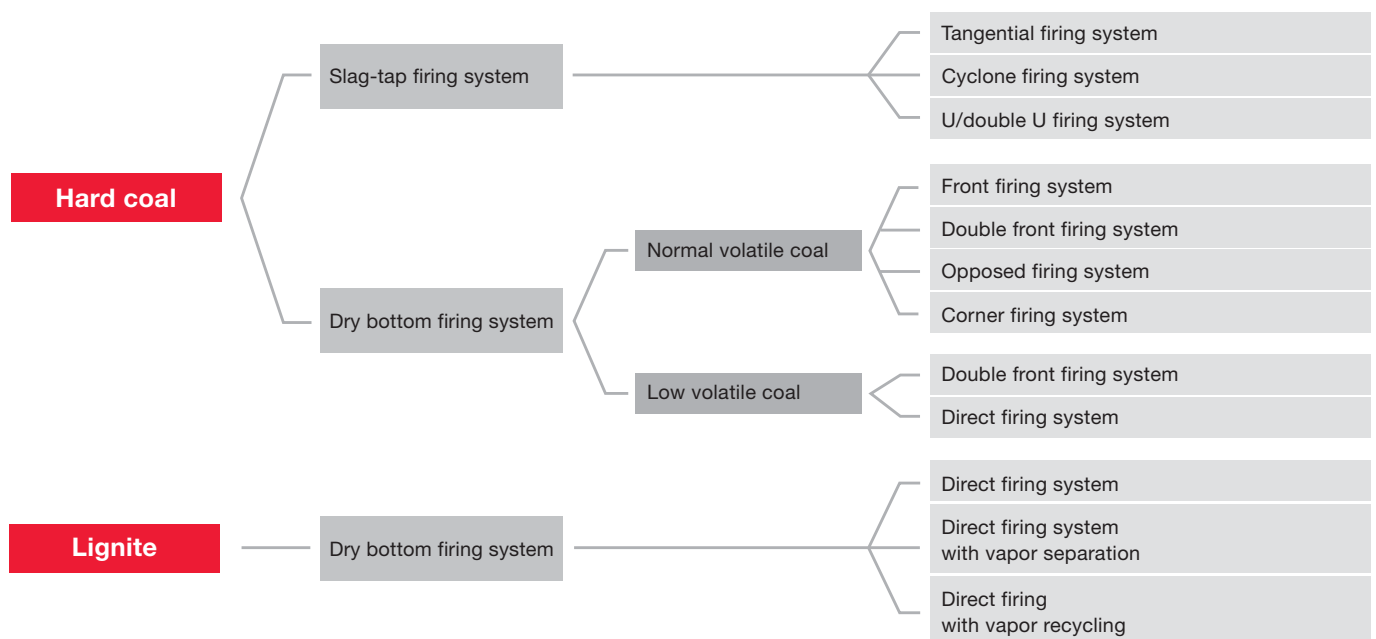 Hard coal
Slag-tap firing system
Tangential firing system
Cyclone firing system
U/double U firing system
Dry bottom firing system
Normal volatile coal
Front firing system
Double front firing system
Opposed firing system
Corner firing system
Low volatile coal
Double front firing system
Direct firing system
Lignite
Dry bottom firing system
Direct firing system
Direct firing system
with vapor separation
Direct firing
with vapor recycling